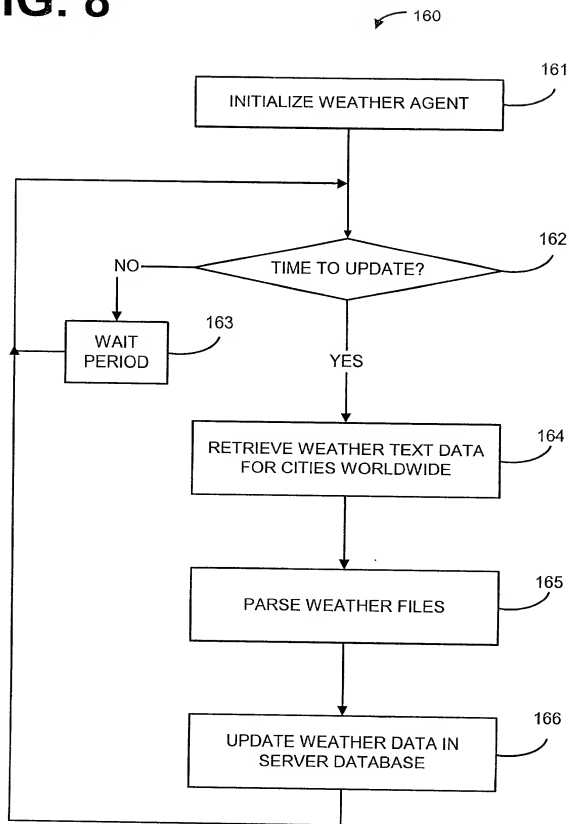 IG. 8
160
161
INITIALIZE WEATHER AGENT
162
TIME TO UPDATE?
NO
163
WAIT
PERIOD
YES
164
RETRIEVE WEATHER TEXT DATA
FOR CITIES WORLDWIDE
165
PARSE WEATHER FILES
166
UPDATE WEATHER DATA IN
SERVER DATABASE